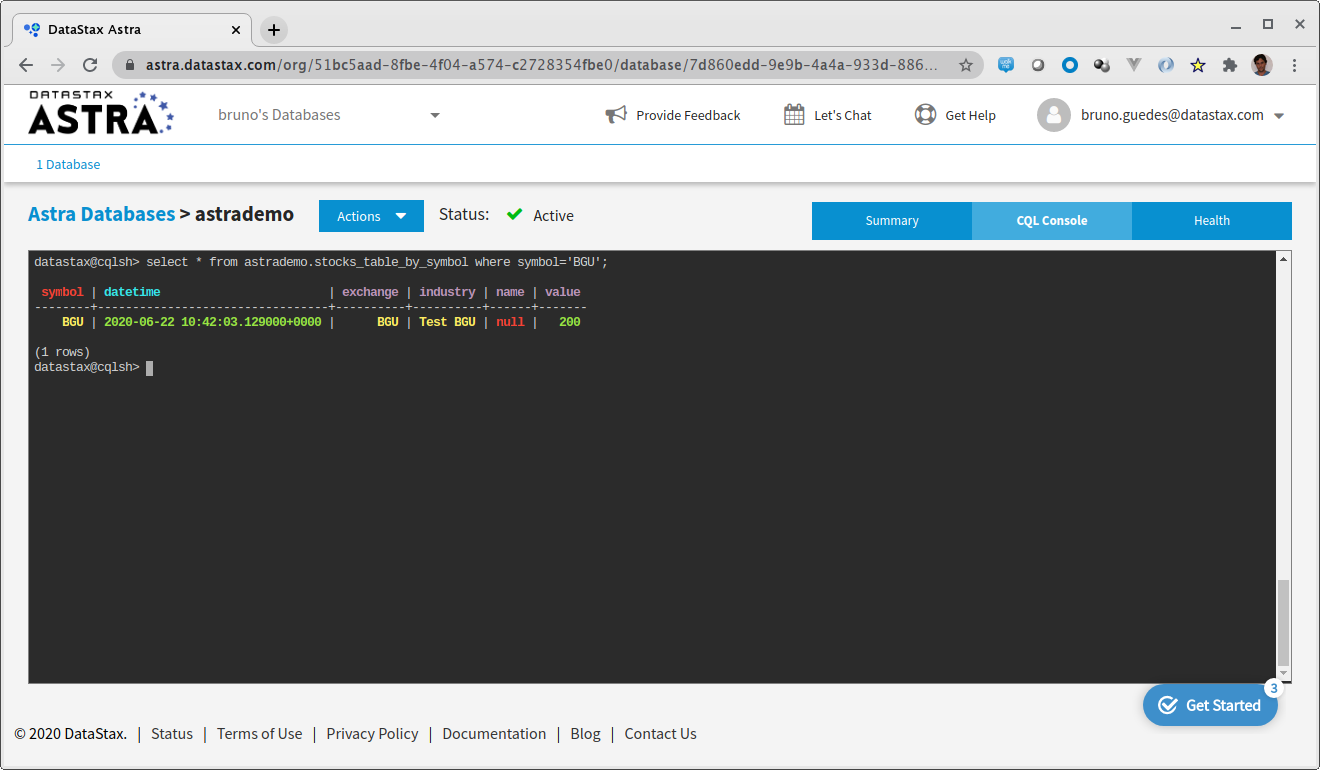 DataStax Astra
astra.datastax.com/org/51bc5aad-8fbe-4f04-a574-c2728354fbe0/database/7d860edd-9e9b-4a4a-933d-886...
DATASTAX
ASTRA
bruno's Databases
Provide Feedback
Let's Chat
Get Help
bruno.guedes@datastax.com
1 Database
Astra Databases > astrademo
Actions
Status:
Active
Summary
CQL Console
Health
datastax@cqlsh> select * from astrademo.stocks_table_by_symbol where symbol='BGU';
symbol | datetime | exchange | industry | name | value
--------+---------------------------------+----------+----------+------+-------
BGU | 2020-06-22 10:42:03.129000+0000 | BGU | Test BGU | null | 200
(1 rows)
datastax@cqlsh>
3
Get Started
© 2020 DataStax. | Status | Terms of Use | Privacy Policy | Documentation | Blog | Contact Us